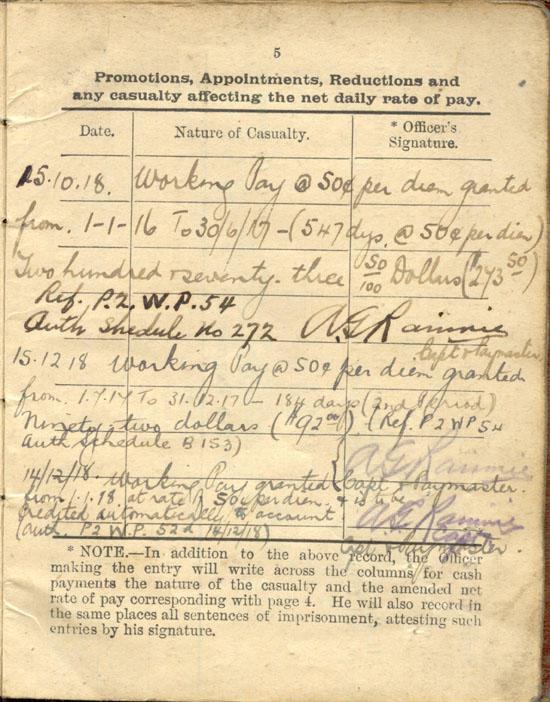 5
Promotions, Appointments, Reductions and
any casualty affecting the net daily rate of pay.
Date. Nature of Casualty. * Officer's Signature.
15.10.18. Working Pay @ 50¢ per diem granted
from. 1-1-16 To 30/6/17 - (547 dys. @ 50¢ per diem)
Two hundred & seventy. three 50/100 Dollars ($273 50)
Ref. P.2. W.P. 54
Auth Shedule No 272 A G Rannie
Capt & Paymaster
15.12.18 Working Pay @ 50¢ per diem granted
from. 1.7.17 To 31.12.17 - 184 days (2nd Period)
Ninety-two dollars ($92 00) (Ref. P2 WP 54
Auth Schedule B 153)
A G Rannie
14/12/18. Working Pay granted Capt & Paymaster.
from 1.1.18 at rate of 50¢ per diem. & is to be
credited automatically to account
(auth. P2 W.P. 52d 14/12/18) A G Rannie
Capt & Paymaster.
* NOTE.—In addition to the above record, the Officer
making the entry will write across the columns for cash
payments the nature of the casualty and the amended net
rate of pay corresponding with page 4. He will also record in
the same places all sentences of imprisonment, attesting such
entries by his signature.